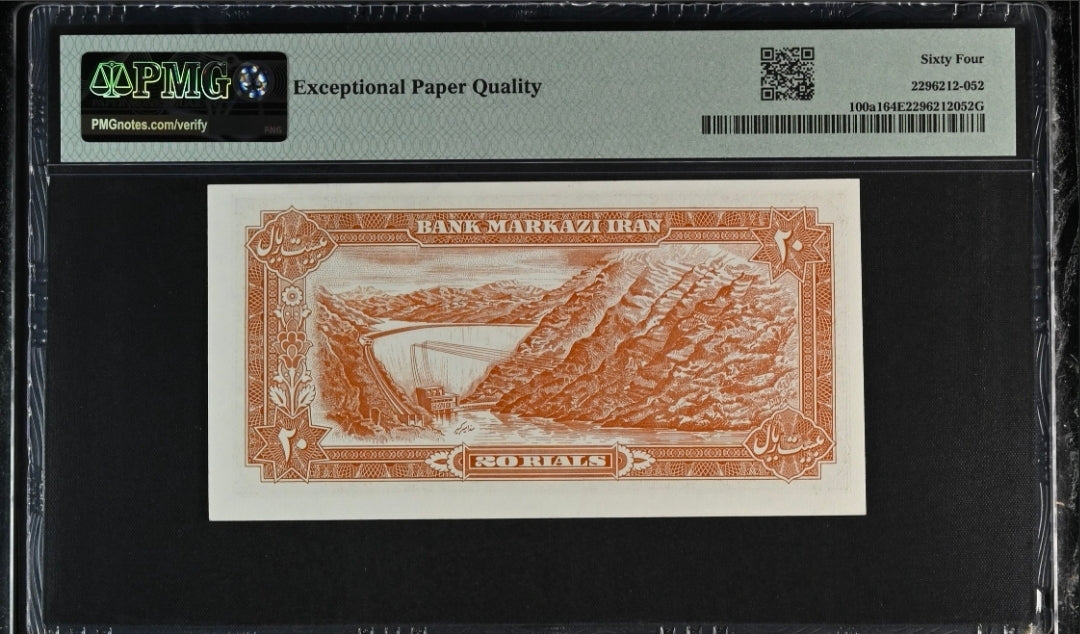 PMG
PMGnotes.com/verify
PMG
Exceptional Paper Quality
Sixty Four
2296212-052
100a164E2296212052G
بیست ریال
BANK MARKAZI IRAN
۲۰
۲۰
20 RIALS
بیست ریال